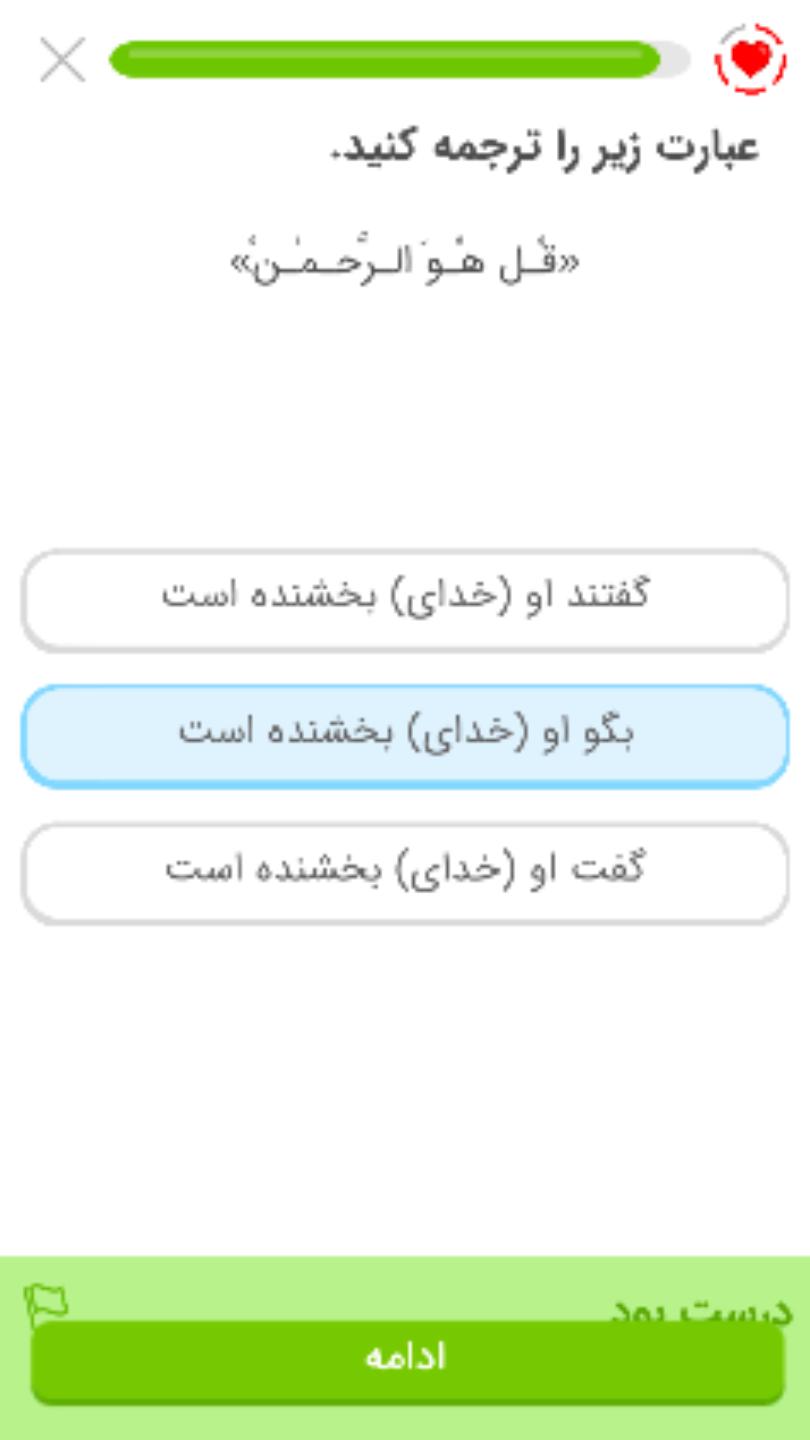 عبارت زیر را ترجمه کنید.
«قُل هُوَ الرَّحمٰنُ»
گفتند او (خدای) بخشنده است
بگو او (خدای) بخشنده است
گفت او (خدای) بخشنده است
درست بود
ادامه